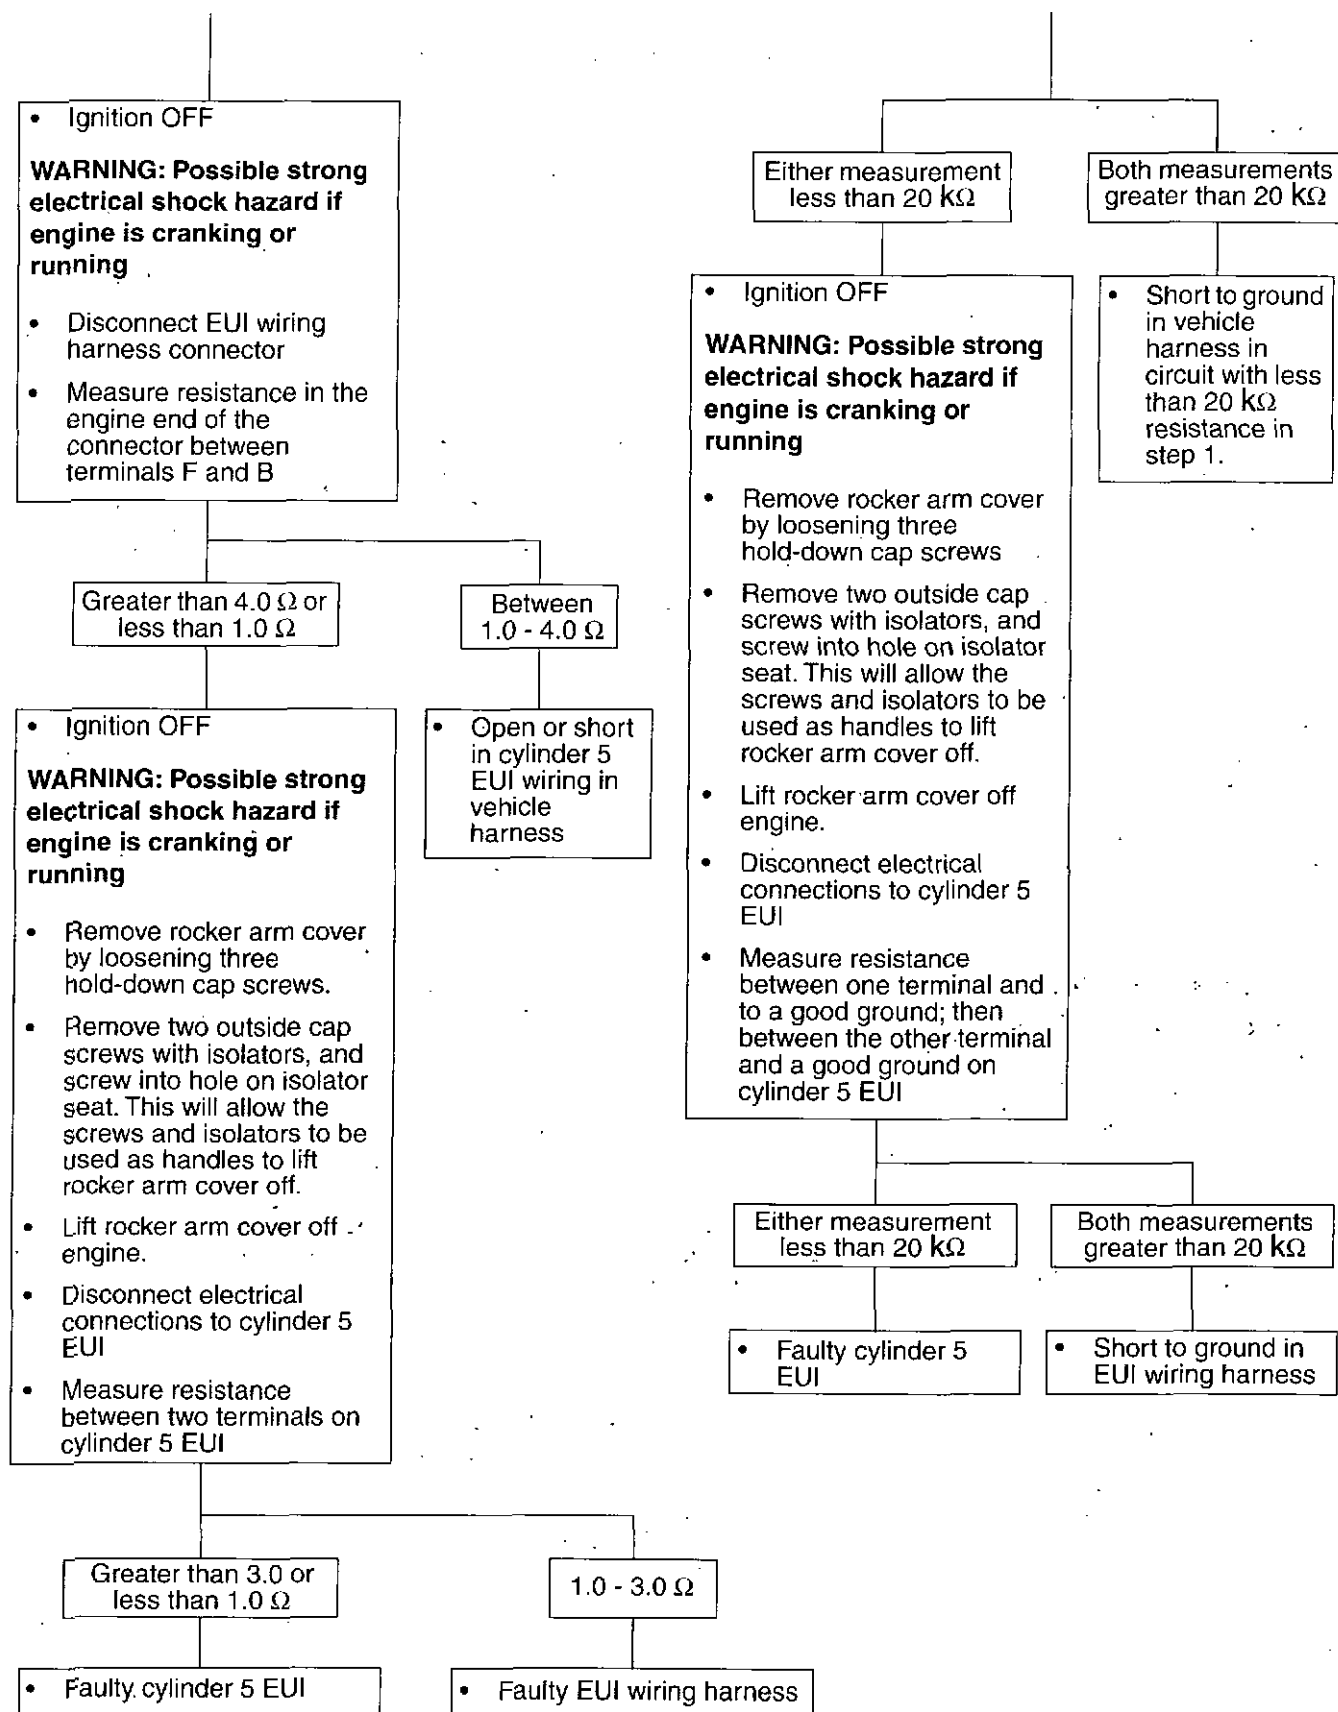 • Ignition OFF
WARNING: Possible strong
electrical shock hazard if
engine is cranking or
running
• Disconnect EUI wiring
harness connector
• Measure resistance in the
engine end of the
connector between
terminals F and B
Greater than 4.0 Ω or
less than 1.0 Ω
Between
1.0 - 4.0 Ω
• Ignition OFF
WARNING: Possible strong
electrical shock hazard if
engine is cranking or
running
• Remove rocker arm cover
by loosening three
hold-down cap screws.
• Remove two outside cap
screws with isolators, and
screw into hole on isolator
seat. This will allow the
screws and isolators to be
used as handles to lift
rocker arm cover off.
• Lift rocker arm cover off
engine.
• Disconnect electrical
connections to cylinder 5
EUI
• Measure resistance
between two terminals on
cylinder 5 EUI
• Open or short
in cylinder 5
EUI wiring in
vehicle
harness
Greater than 3.0 or
less than 1.0 Ω
1.0 - 3.0 Ω
• Faulty cylinder 5 EUI
• Faulty EUI wiring harness
Either measurement
less than 20 kΩ
Both measurements
greater than 20 kΩ
• Ignition OFF
WARNING: Possible strong
electrical shock hazard if
engine is cranking or
running
• Remove rocker arm cover
by loosening three
hold-down cap screws
• Remove two outside cap
screws with isolators, and
screw into hole on isolator
seat. This will allow the
screws and isolators to be
used as handles to lift
rocker arm cover off.
• Lift rocker arm cover off
engine.
• Disconnect electrical
connections to cylinder 5
EUI
• Measure resistance
between one terminal and
to a good ground; then
between the other terminal
and a good ground on
cylinder 5 EUI
• Short to ground
in vehicle
harness in
circuit with less
than 20 kΩ
resistance in
step 1.
Either measurement
less than 20 kΩ
Both measurements
greater than 20 kΩ
• Faulty cylinder 5
EUI
• Short to ground in
EUI wiring harness